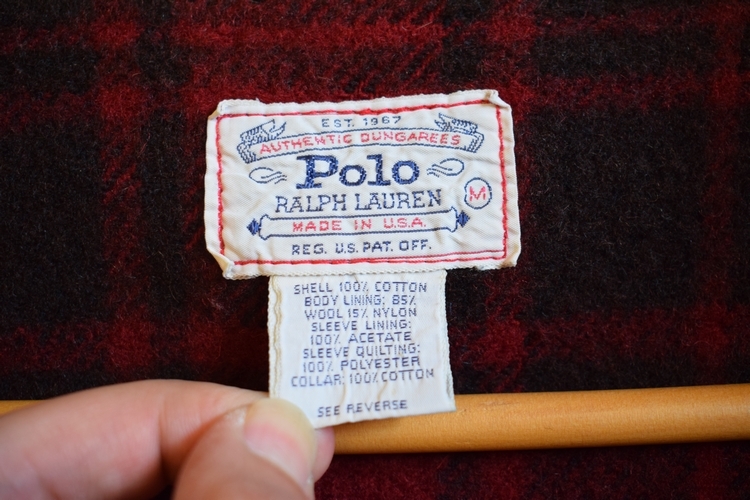 EST. 1967
AUTHENTIC DUNGAREES
Polo
RALPH LAUREN
M
MADE IN U.S.A.
REG. U.S. PAT. OFF.
SHELL 100% COTTON
BODY LINING: 85%
WOOL 15% NYLON
SLEEVE LINING:
100% ACETATE
SLEEVE QUILTING:
100% POLYESTER
COLLAR: 100% COTTON
SEE REVERSE